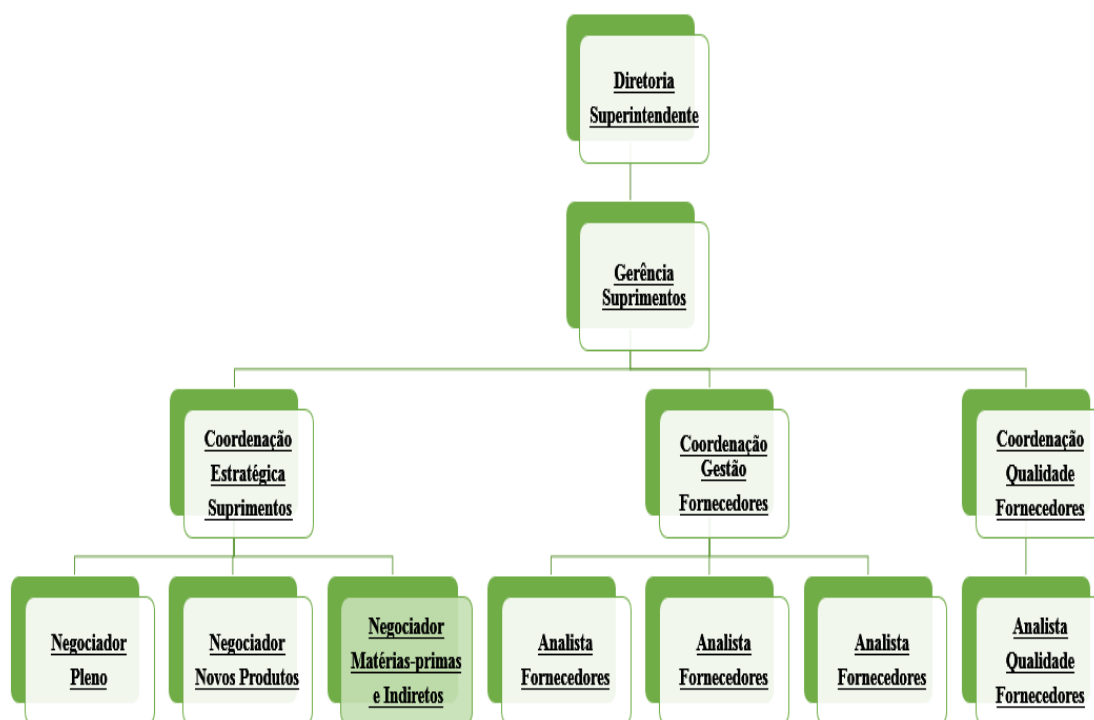 Diretoria
Superintendente
Gerência
Suprimentos
Coordenação
Estratégica
Suprimentos
Coordenação
Gestão
Fornecedores
Coordenação
Qualidade
Fornecedores
Negociador
Pleno
Negociador
Novos Produtos
Negociador
Matérias-primas
e Indiretos
Analista
Fornecedores
Analista
Fornecedores
Analista
Fornecedores
Analista
Qualidade
Fornecedores